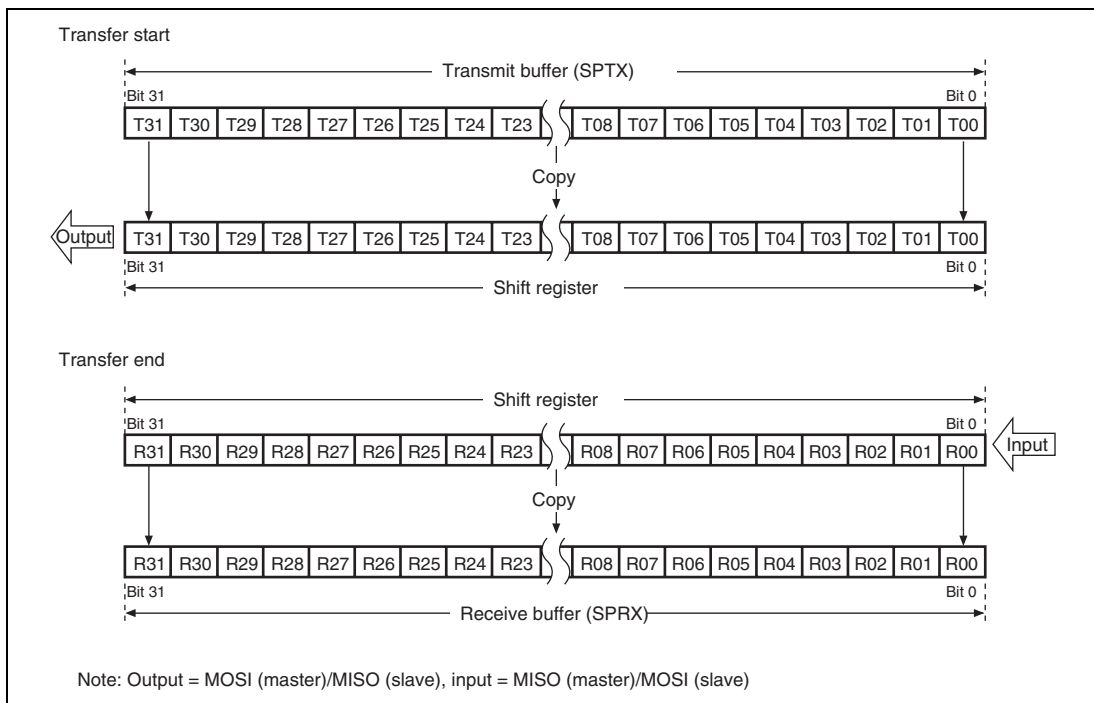 Transfer start
Transmit buffer (SPTX)
Bit 31 Bit 0
T31 T30 T29 T28 T27 T26 T25 T24 T23 T08 T07 T06 T05 T04 T03 T02 T01 T00
Copy
Output T31 T30 T29 T28 T27 T26 T25 T24 T23 T08 T07 T06 T05 T04 T03 T02 T01 T00
Bit 31 Bit 0
Shift register
Transfer end
Shift register
Bit 31 Bit 0
R31 R30 R29 R28 R27 R26 R25 R24 R23 R08 R07 R06 R05 R04 R03 R02 R01 R00 Input
Copy
R31 R30 R29 R28 R27 R26 R25 R24 R23 R08 R07 R06 R05 R04 R03 R02 R01 R00
Bit 31 Bit 0
Receive buffer (SPRX)
Note: Output = MOSI (master)/MISO (slave), input = MISO (master)/MOSI (slave)